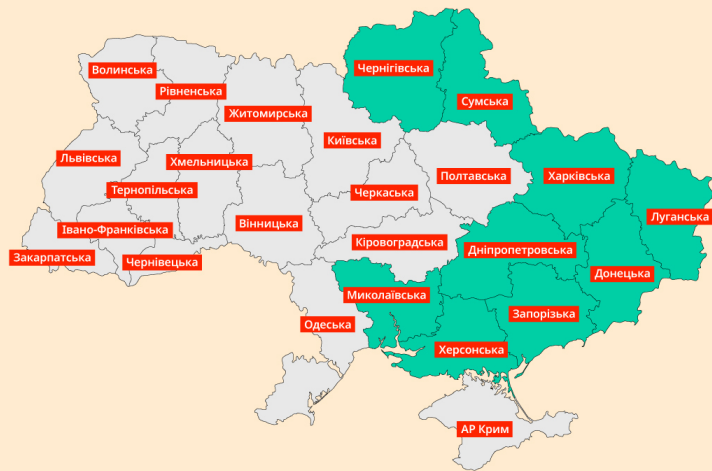 Чернігівська
Волинська
Рівненська
Сумська
Житомирська
Київська
Львівська
Хмельницька
Полтавська
Харківська
Тернопільська
Черкаська
Луганська
Вінницька
Івано-Франківська
Кіровоградська
Дніпропетровська
Закарпатська
Чернівецька
Донецька
Миколаївська
Запорізька
Одеська
Херсонська
АР Крим